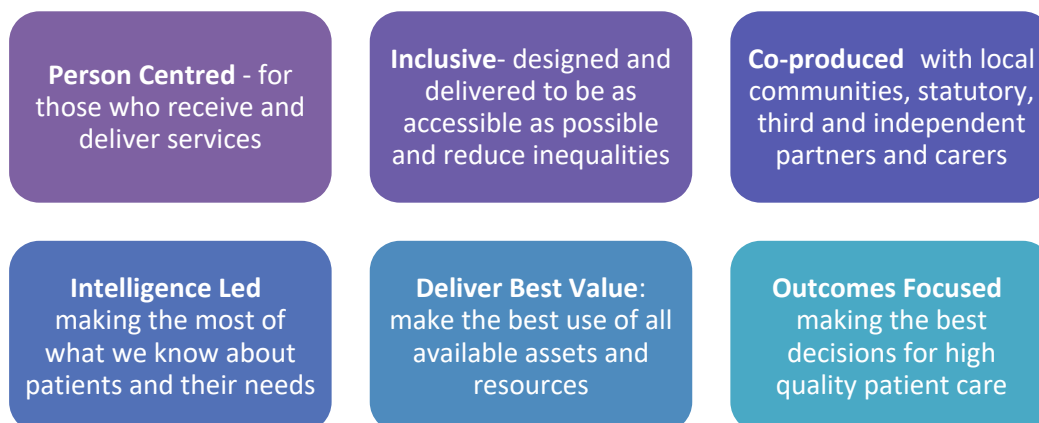 Person Centred - for
those who receive and
deliver services
Inclusive- designed and
delivered to be as
accessible as possible
and reduce inequalities
Co-produced with local
communities, statutory,
third and independent
partners and carers
Intelligence Led
making the most of
what we know about
patients and their needs
Deliver Best Value:
make the best use of all
available assets and
resources
Outcomes Focused
making the best
decisions for high
quality patient care